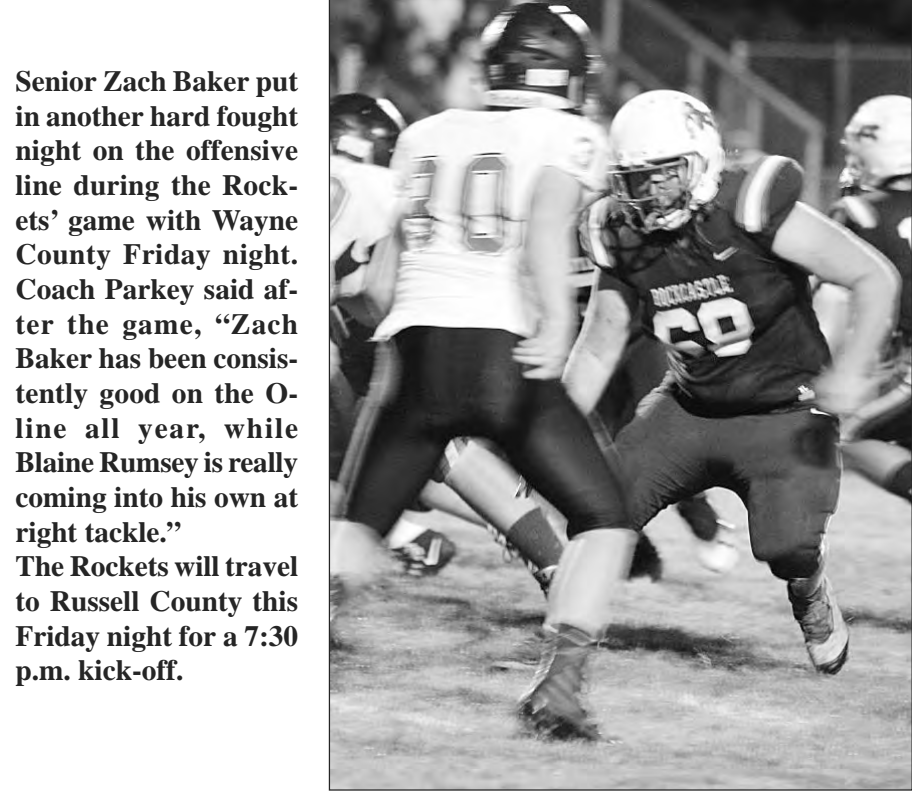 Senior Zach Baker put
in another hard fought
night on the offensive
line during the Rock-
ets’ game with Wayne
County Friday night.
Coach Parkey said af-
ter the game, “Zach
Baker has been consis-
tently good on the O-
line all year, while
Blaine Rumsey is really
coming into his own at
right tackle.”
The Rockets will travel
to Russell County this
Friday night for a 7:30
p.m. kick-off.
ROCKCASTLE